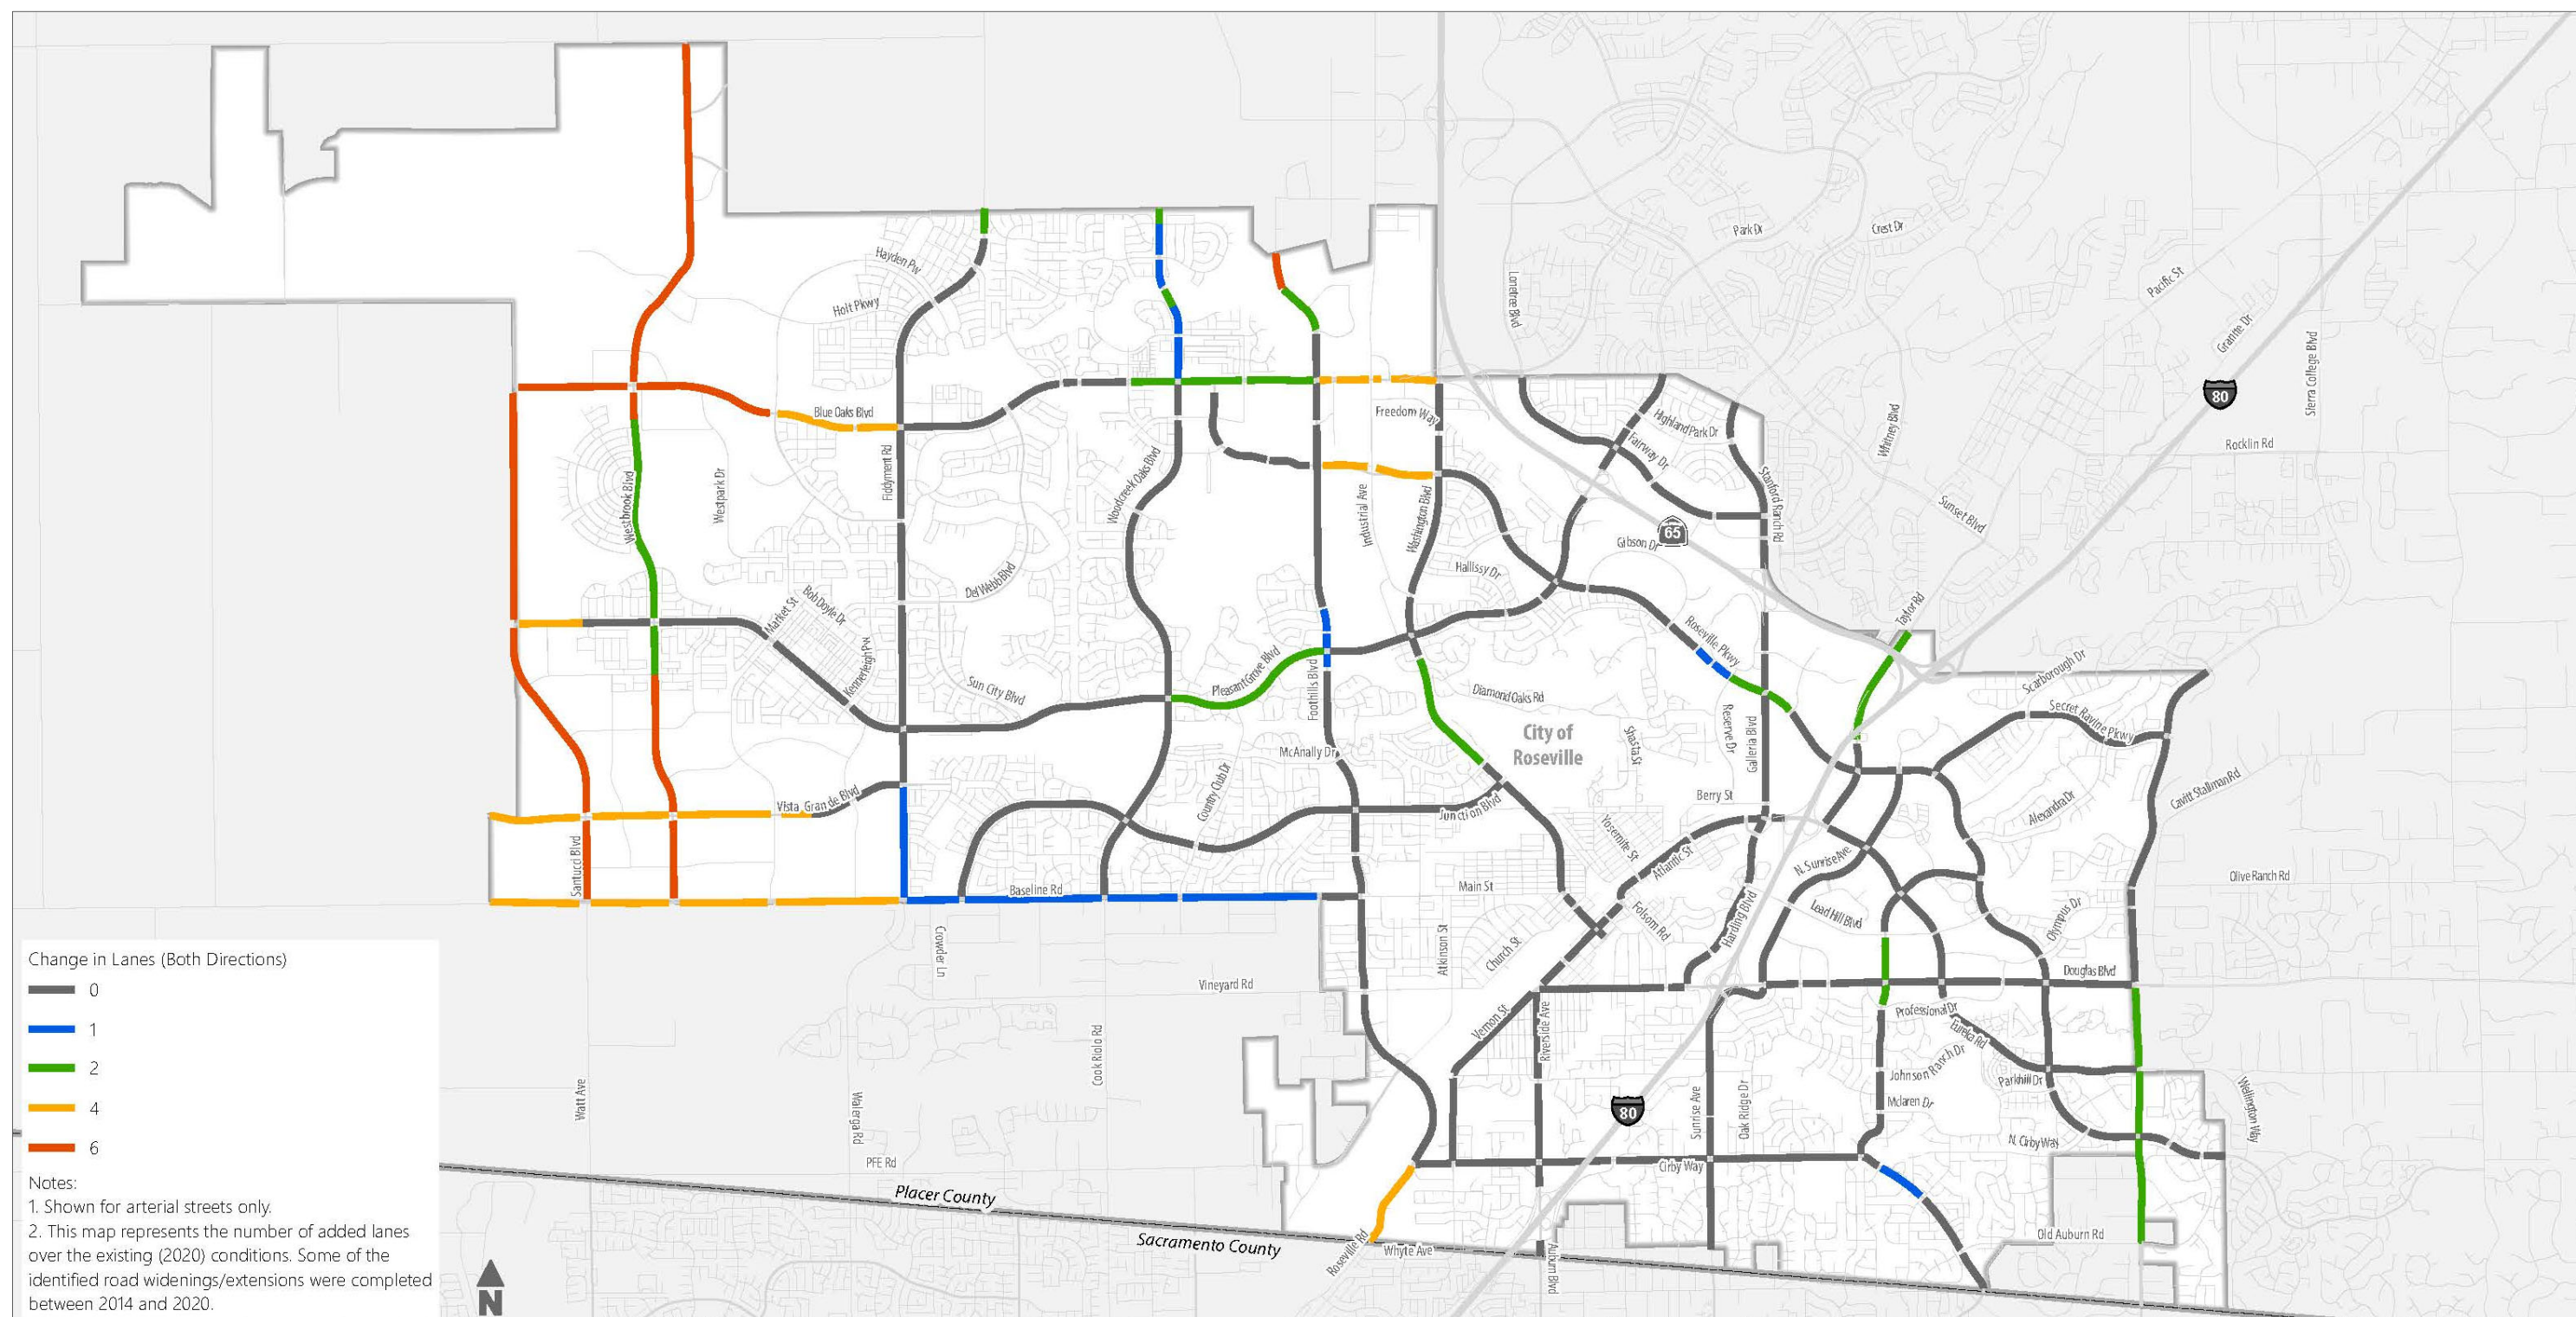 Park Dr
Crest Dr
Hayden Pw
Holt Pkwy
Lonetree Blvd
Pacific St
Granite Dr
Sierra College Blvd
80
Blue Oaks Blvd
Freedom Way
Highland Park Dr
Fairway Dr
Whitney Blvd
Rocklin Rd
Westbrook Blvd
Westpark Dr
Fiddyment Rd
Woodcreek Oaks Blvd
Industrial Ave
Washington Blvd
Stanford Ranch Rd
Sunset Blvd
65
Gibson Dr
Hallissy Dr
Del Webb Blvd
Market St
Bob Doyle Dr
Kennerleigh Pw
Taylor Rd
Roseville Pkwy
Pleasant Grove Blvd
Foothills Blvd
Sun City Blvd
Diamond Oaks Rd
Scarborough Dr
Secret Ravine Pkwy
City of
Roseville
Shasta St
Reserve Dr
Galleria Blvd
McAnally Dr
Country Club Dr
Cavitt Stallman Rd
Vista Grande Blvd
Junction Blvd
Berry St
Alexandra Dr
Santucci Blvd
Yosemite St
Atlantic St
N. Sunrise Ave
Baseline Rd
Main St
Olive Ranch Rd
Folsom Rd
Harding Blvd
Lead Hill Blvd
Olympus Dr
Crowder Ln
Atkinson St
Church St
Vineyard Rd
Douglas Blvd
Vernon St
Riverside Ave
Professional Dr
Eureka Rd
Cook Riolo Rd
Johnson Ranch Dr
Parkhill Dr
Watt Ave
Walerga Rd
80
Sunrise Ave
Oak Ridge Dr
Mclaren Dr
Wellington Way
N. Cirby Way
PFE Rd
Cirby Way
Placer County
Sacramento County
Roseville Rd
Whyte Ave
Auburn Blvd
Old Auburn Rd
Change in Lanes (Both Directions)
0
1
2
4
6
Notes:
1. Shown for arterial streets only.
2. This map represents the number of added lanes
over the existing (2020) conditions. Some of the
identified road widenings/extensions were completed
between 2014 and 2020.
N